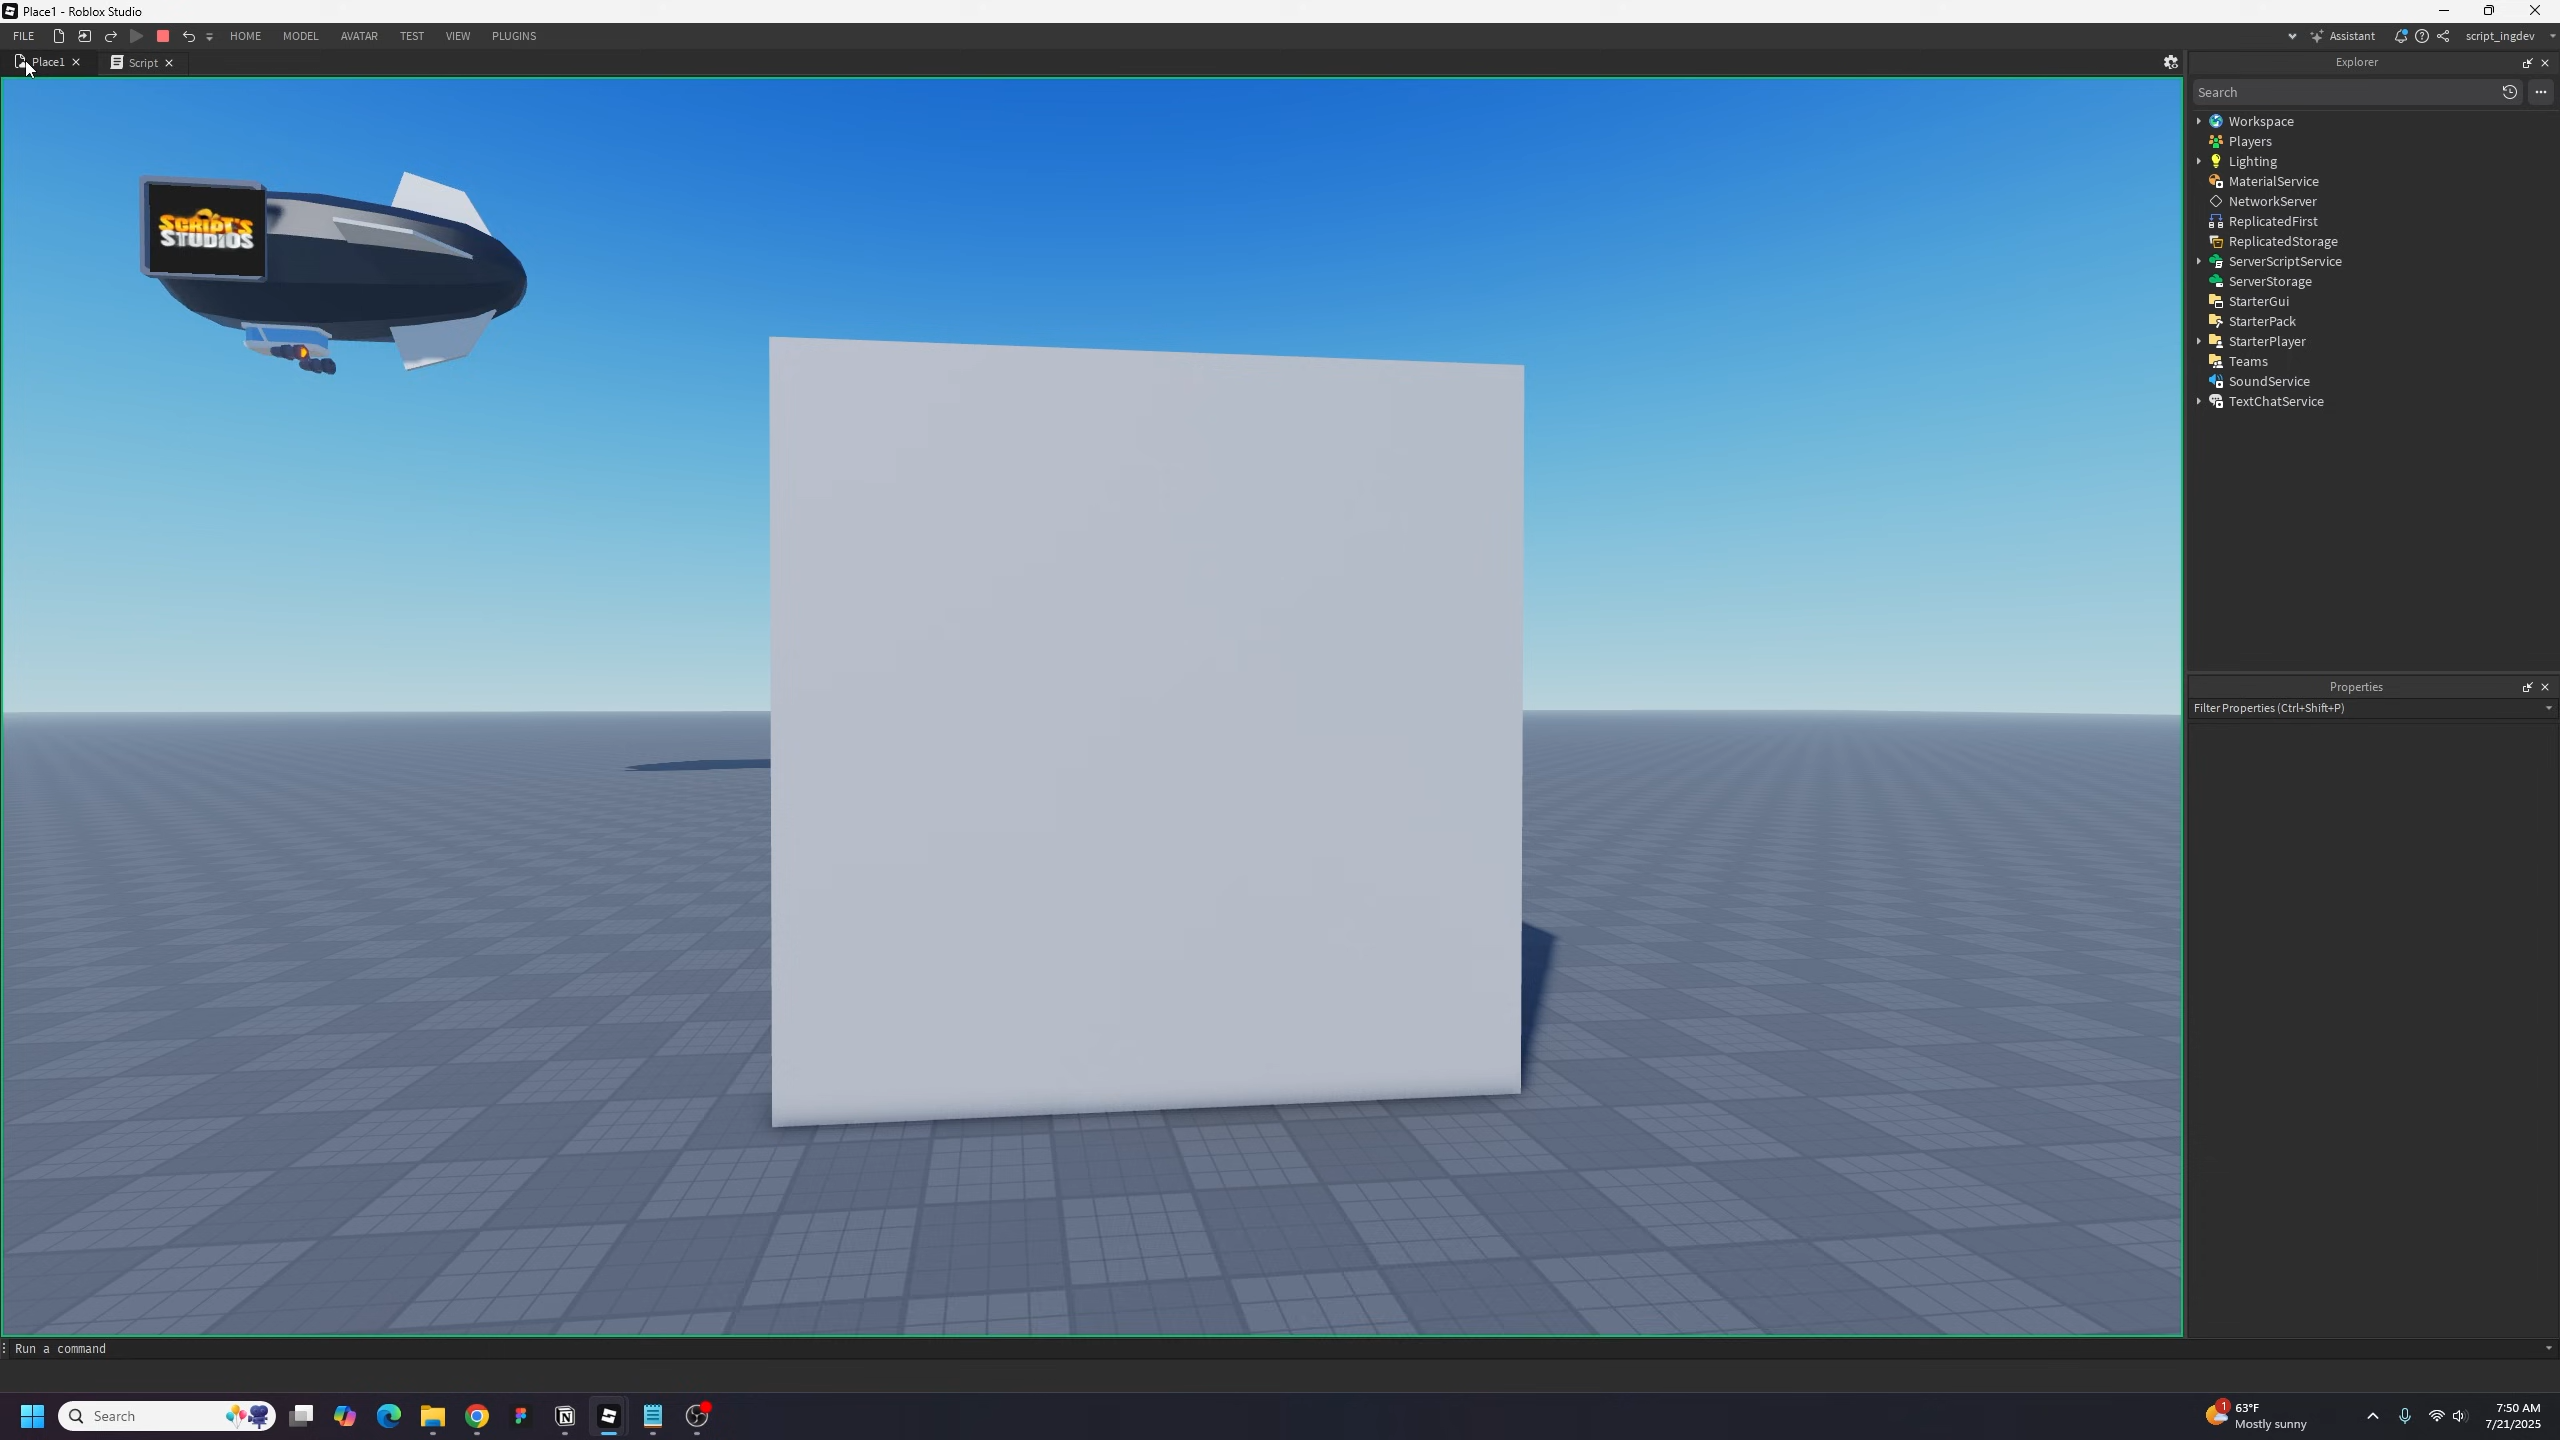 Place1 - Roblox Studio
FILE HOME MODEL AVATAR TEST VIEW PLUGINS Assistant script_ingdev
Place1 Script
Explorer
Search
Workspace
Players
Lighting
MaterialService
NetworkServer
ReplicatedFirst
ReplicatedStorage
ServerScriptService
ServerStorage
StarterGui
StarterPack
StarterPlayer
Teams
SoundService
TextChatService
SCRIPT'S
STUDIOS
Properties
Filter Properties (Ctrl+Shift+P)
Run a command
Search
1
63°F
Mostly sunny
7:50 AM
7/21/2025